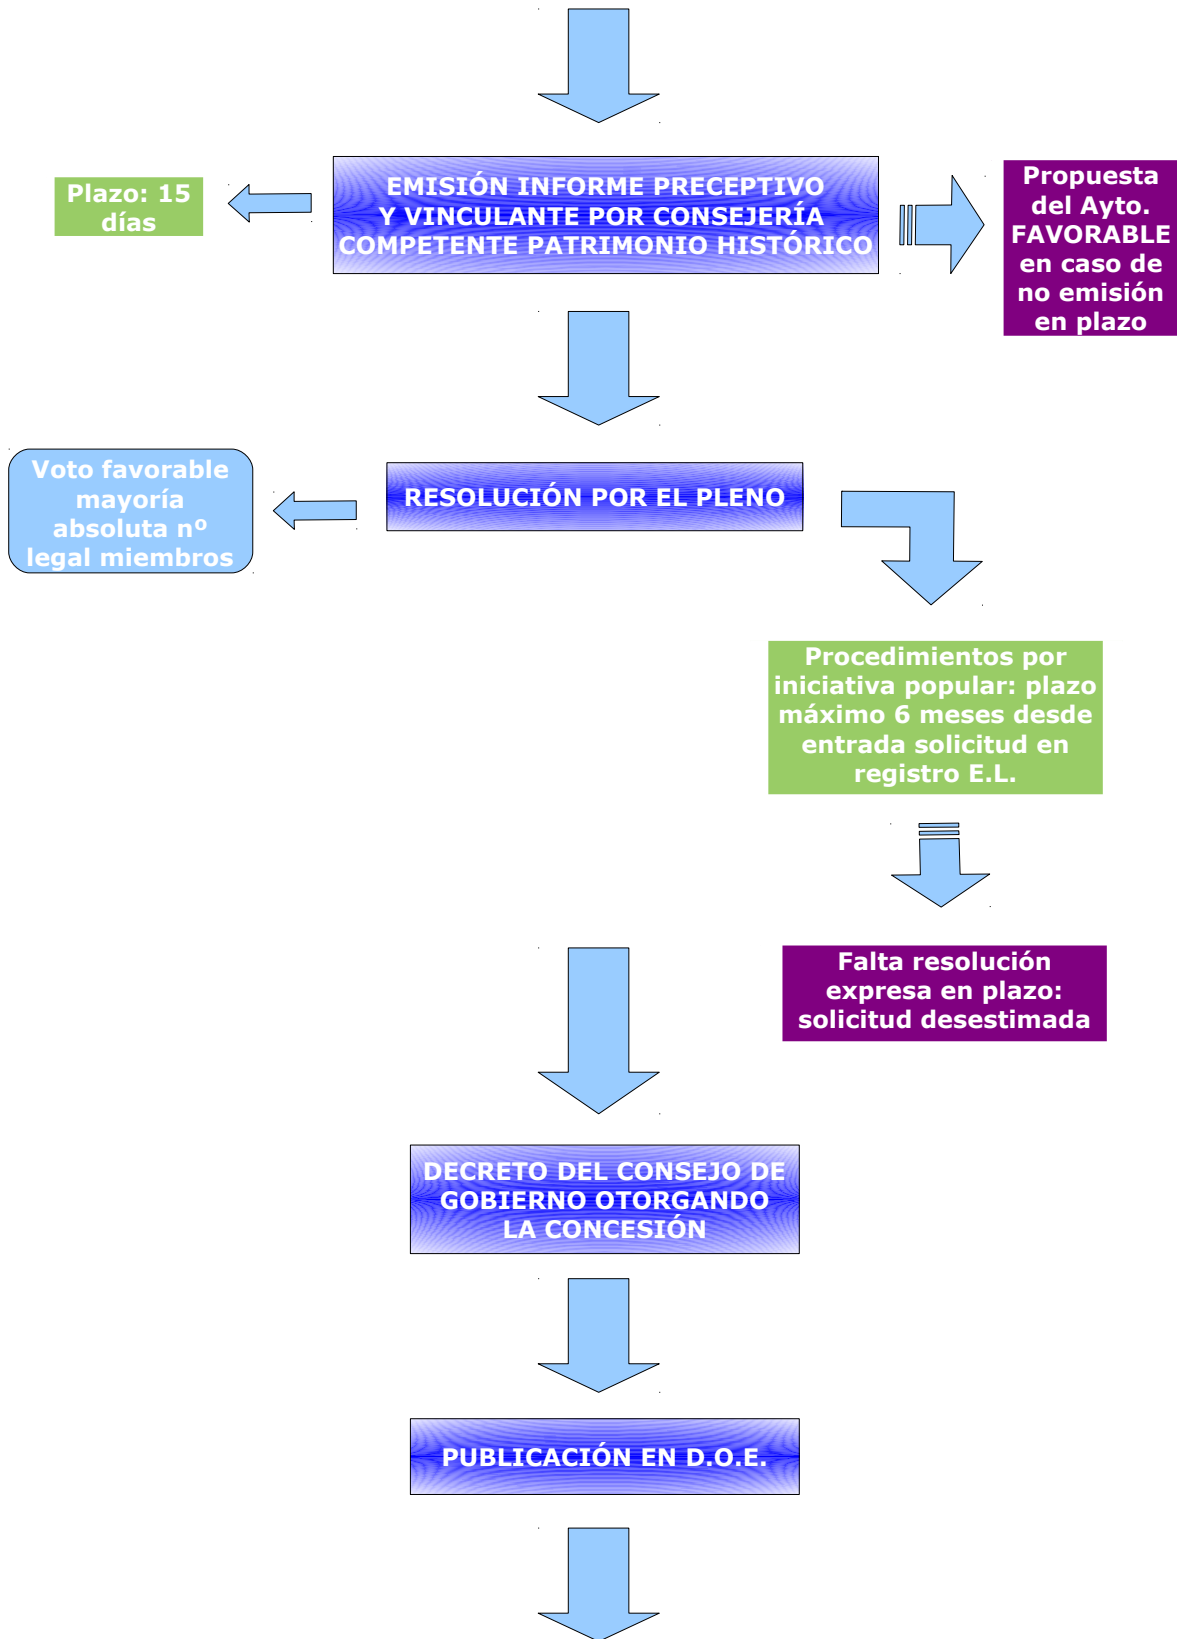 Plazo: 15
días
EMISIÓN INFORME PRECEPTIVO
Y VINCULANTE POR CONSEJERÍA
COMPETENTE PATRIMONIO HISTÓRICO
Propuesta
del Ayto.
FAVORABLE
en caso de
no emisión
en plazo
Voto favorable
mayoría
absoluta nº
legal miembros
RESOLUCIÓN POR EL PLENO
Procedimientos por
iniciativa popular: plazo
máximo 6 meses desde
entrada solicitud en
registro E.L.
Falta resolución
expresa en plazo:
solicitud desestimada
DECRETO DEL CONSEJO DE
GOBIERNO OTORGANDO
LA CONCESIÓN
PUBLICACIÓN EN D.O.E.